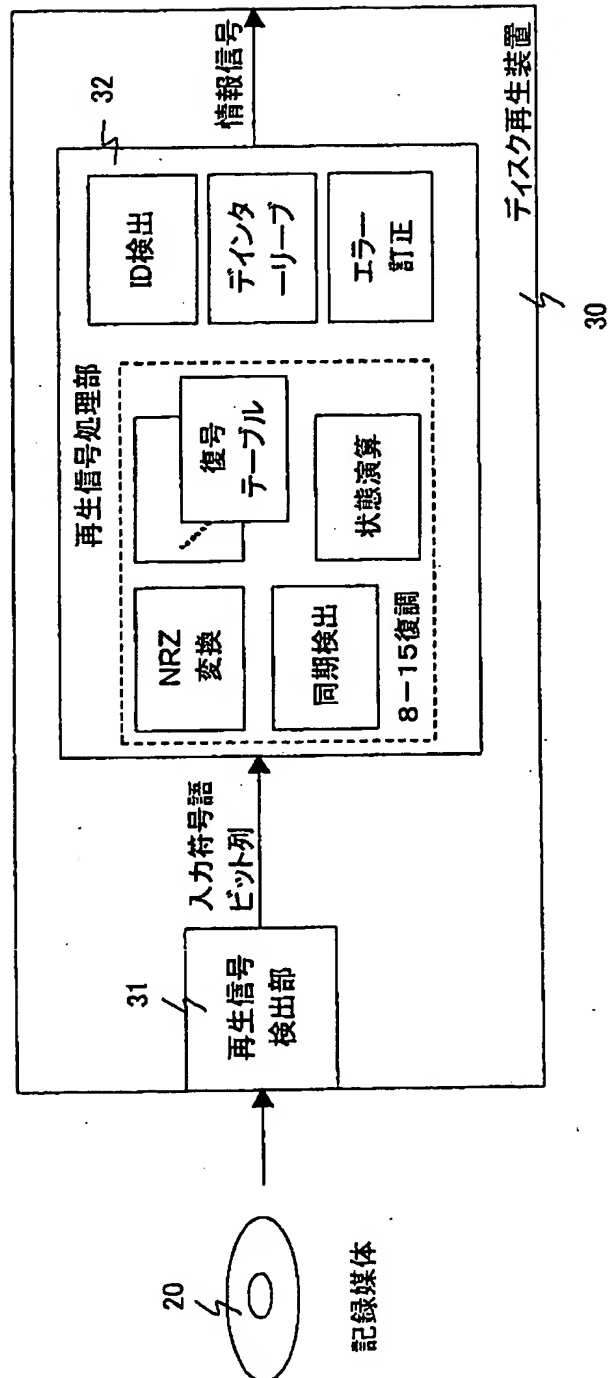 20
記録媒体
31
再生信号
検出部
入力符号語
ビット列
再生信号処理部
32
NRZ
変換
復号
テーブル
同期検出
状態演算
8－15復調
ID検出
ディンタ
ーリーブ
エラー
訂正
情報信号
ディスク再生装置
30